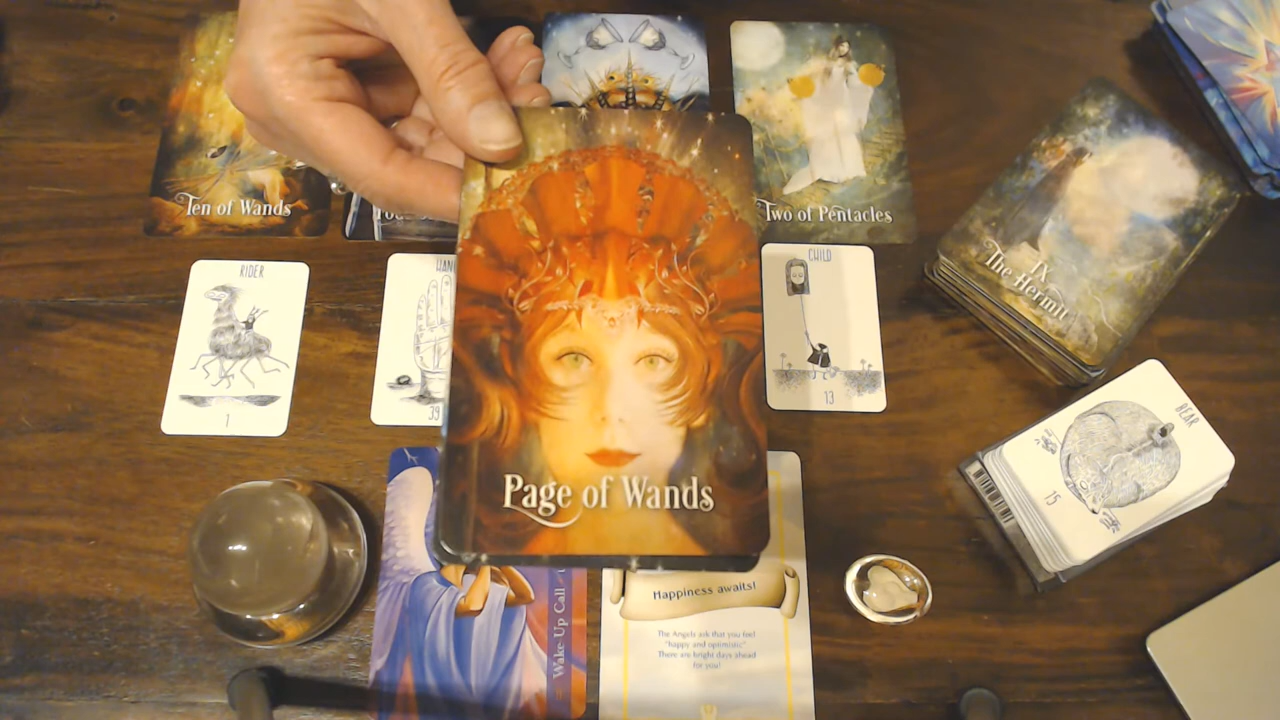 Ten of Wands
Two of Pentacles
RIDER
1
39
CHILD
13
IX
The Hermit
BEAR
15
Page of Wands
Wake Up Call
Happiness awaits!
The Angels ask that you feel
"happy and optimistic"
There are bright days ahead
for you!